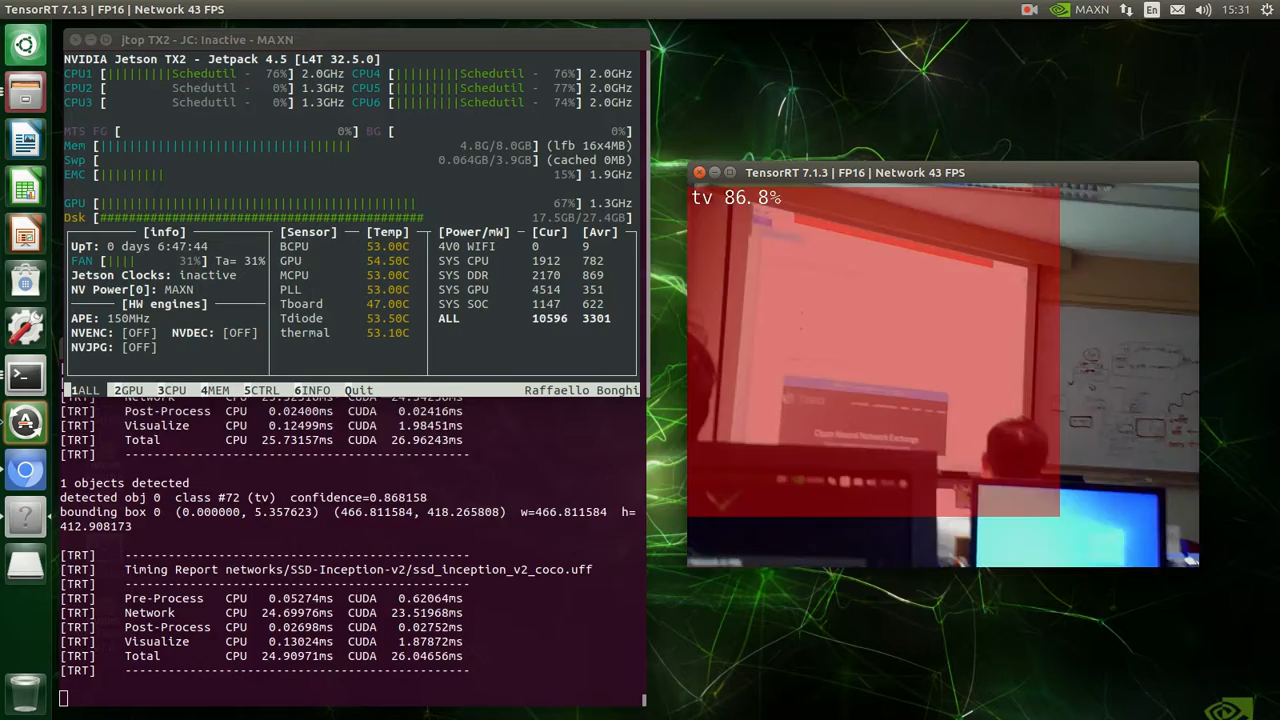 TensorRT 7.1.3 | FP16 | Network 43 FPS
MAXN En 15:31
jtop TX2 - JC: Inactive - MAXN
NVIDIA Jetson TX2 - Jetpack 4.5 [L4T 32.5.0]
CPU1 [|||||||||Schedutil - 76%] 2.0GHz CPU4 [|||||||||Schedutil - 76%] 2.0GHz
CPU2 [ Schedutil - 0%] 1.3GHz CPU5 [|||||||||Schedutil - 77%] 2.0GHz
CPU3 [ Schedutil - 0%] 1.3GHz CPU6 [|||||||||Schedutil - 74%] 2.0GHz
MTS FG [ 0%] BG [ 0%]
Mem [||||||||||||||||||||||||||||||||||| 4.8G/8.0GB] (lfb 16x4MB)
Swp [ 0.064GB/3.9GB] (cached 0MB)
EMC [||||||||| 15%] 1.9GHz
GPU [|||||||||||||||||||||||||||||||||||||||||||| 67%] 1.3GHz
Dsk [############################################# 17.5GB/27.4GB]
[info] [Sensor] [Temp] [Power/mW] [Cur] [Avr]
UpT: 0 days 6:47:44 BCPU 53.00C 4V0 WIFI 0 9
FAN [|||| 31%] Ta= 31% GPU 54.50C SYS CPU 1912 782
Jetson Clocks: inactive MCPU 53.00C SYS DDR 2170 869
NV Power[0]: MAXN PLL 53.00C SYS GPU 4514 351
[HW engines] Tboard 47.00C SYS SOC 1147 622
APE: 150MHz Tdiode 53.50C ALL 10596 3301
NVENC: [OFF] NVDEC: [OFF] thermal 53.10C
NVJPG: [OFF]
1ALL 2GPU 3CPU 4MEM 5CTRL 6INFO Quit Raffaello Bonghi
[TRT] Post-Process CPU 0.02400ms CUDA 0.02416ms
[TRT] Visualize CPU 0.12499ms CUDA 1.98451ms
[TRT] Total CPU 25.73157ms CUDA 26.96243ms
[TRT] ------------------------------------------------
1 objects detected
detected obj 0 class #72 (tv) confidence=0.868158
bounding box 0 (0.000000, 5.357623) (466.811584, 418.265808) w=466.811584 h=
412.908173
[TRT] ------------------------------------------------
[TRT] Timing Report networks/SSD-Inception-v2/ssd_inception_v2_coco.uff
[TRT] ------------------------------------------------
[TRT] Pre-Process CPU 0.05274ms CUDA 0.62064ms
[TRT] Network CPU 24.69976ms CUDA 23.51968ms
[TRT] Post-Process CPU 0.02698ms CUDA 0.02752ms
[TRT] Visualize CPU 0.13024ms CUDA 1.87872ms
[TRT] Total CPU 24.90971ms CUDA 26.04656ms
[TRT] ------------------------------------------------
TensorRT 7.1.3 | FP16 | Network 43 FPS
tv 86.8%
Open Neural Network Exchange